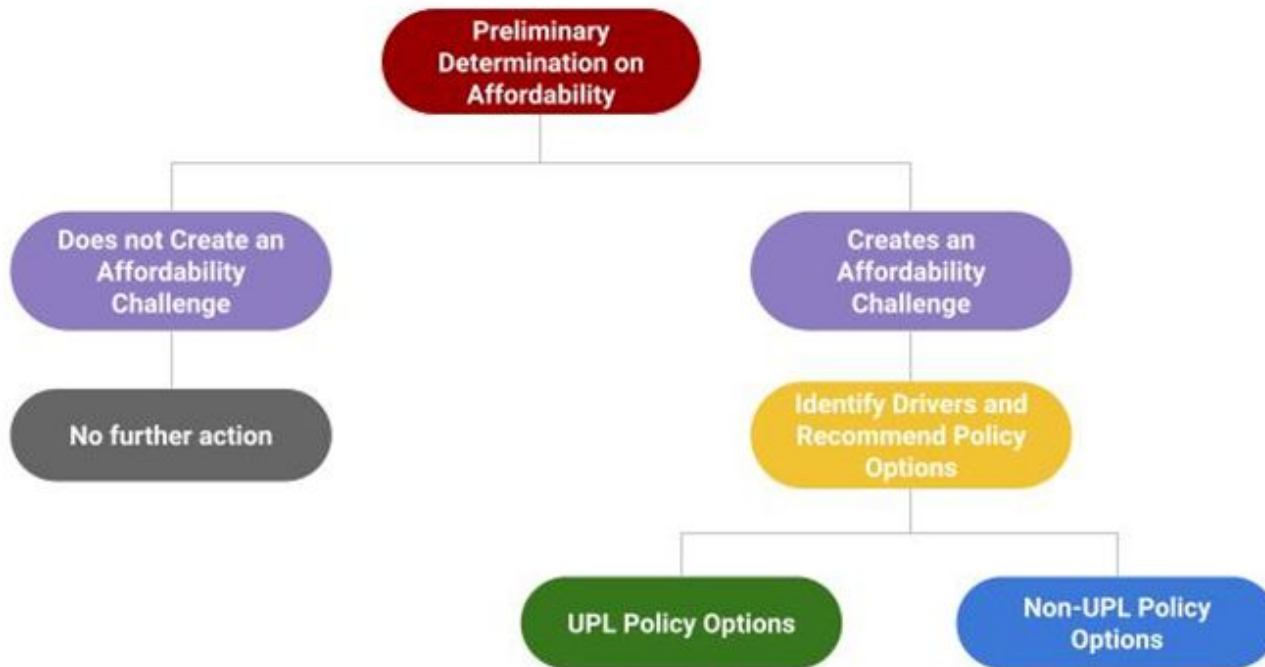 Preliminary
Determination on
Affordability
Does not Create an
Affordability
Challenge
Creates an
Affordability
Challenge
No further action
Identify Drivers and
Recommend Policy
Options
UPL Policy Options
Non-UPL Policy
Options